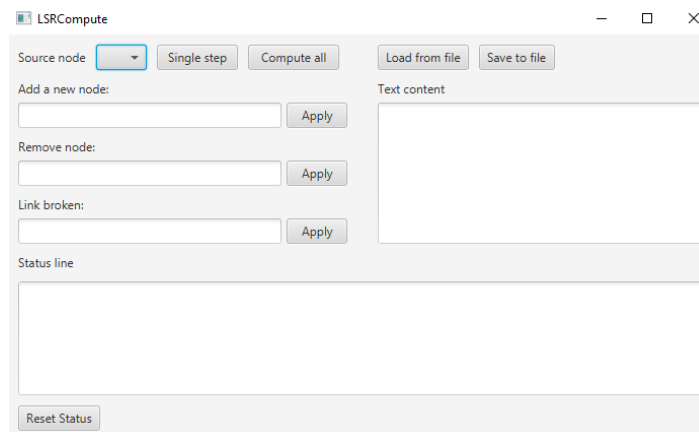 LSRCompute
Source node Single step Compute all Load from file Save to file
Add a new node: Text content
Apply
Remove node:
Apply
Link broken:
Apply
Status line
Reset Status